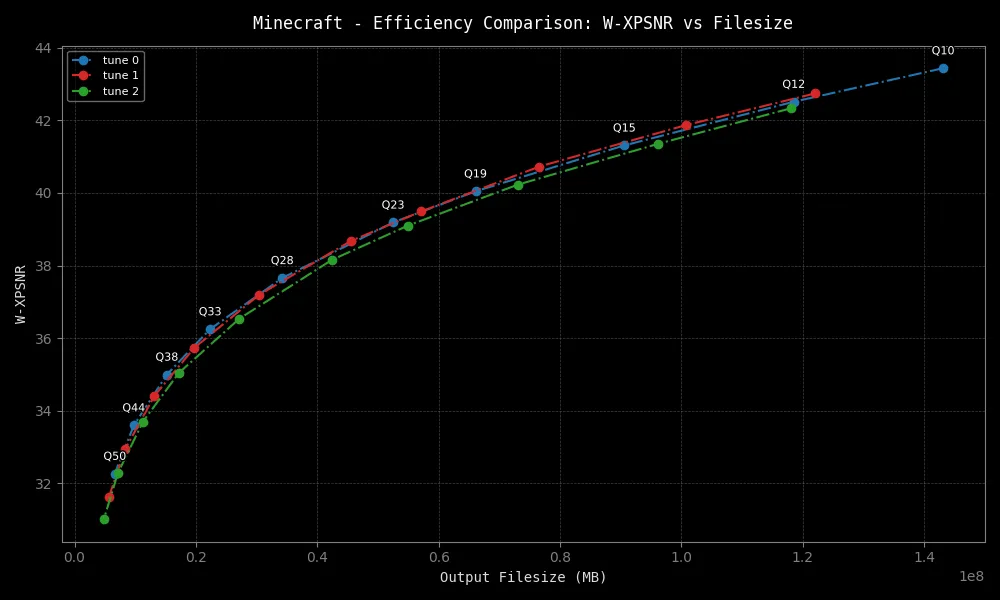 Minecraft - Efficiency Comparison: W-XPSNR vs Filesize
tune 0
tune 1
tune 2
W-XPSNR
44
42
40
38
36
34
32
Q10
Q12
Q15
Q19
Q23
Q28
Q33
Q38
Q44
Q50
0.0 0.2 0.4 0.6 0.8 1.0 1.2 1.4
1e8
Output Filesize (MB)